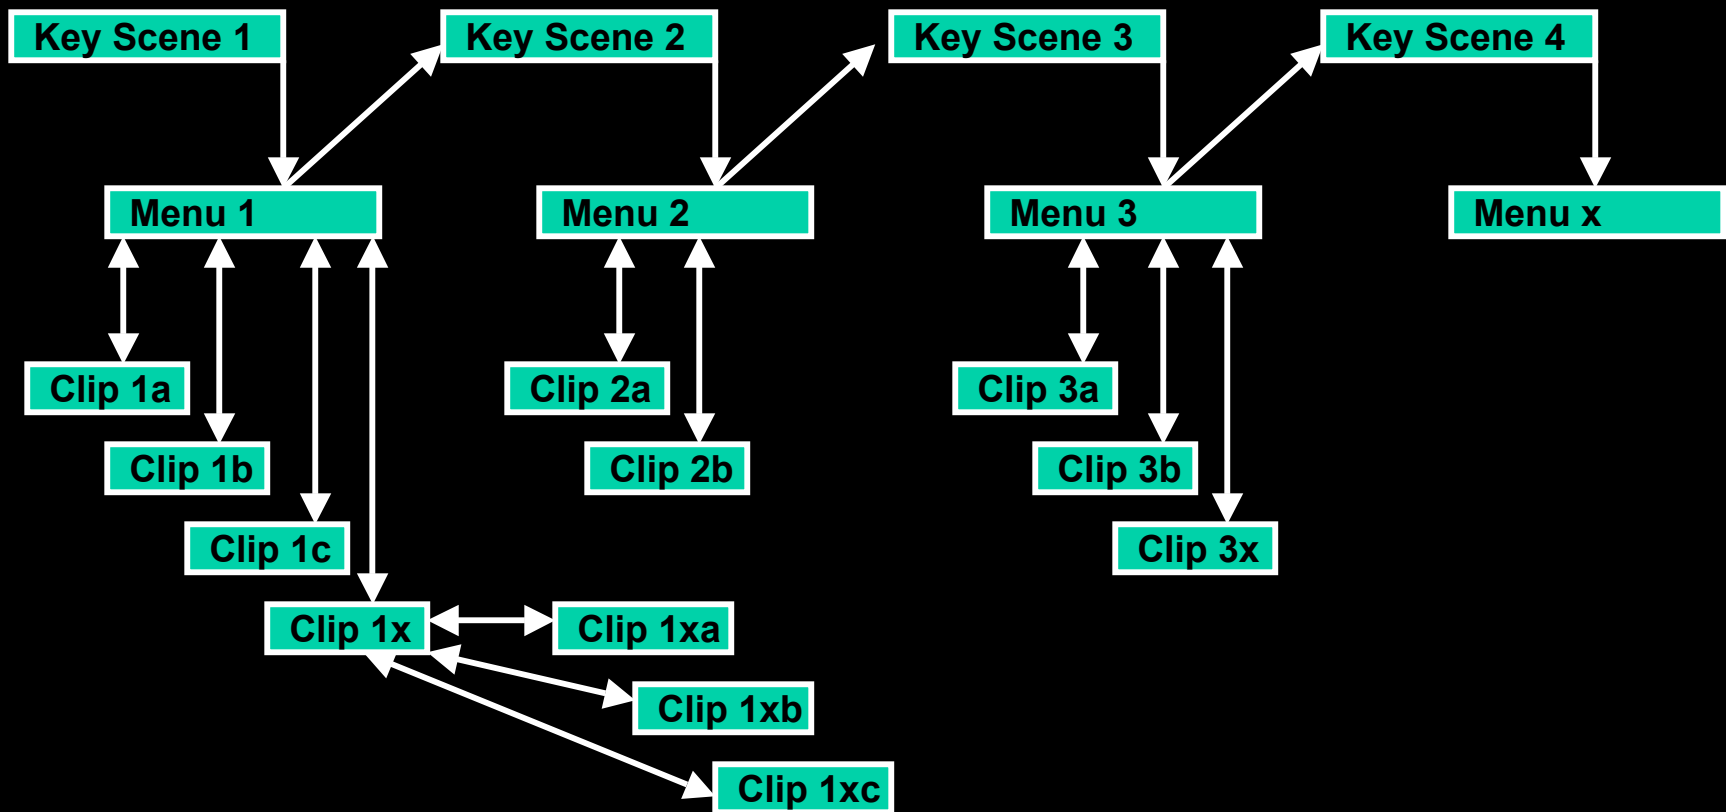 Key Scene 1
Key Scene 2
Key Scene 3
Key Scene 4
Menu 1
Menu 2
Menu 3
Menu x
Clip 1a
Clip 2a
Clip 3a
Clip 1b
Clip 2b
Clip 3b
Clip 1c
Clip 3x
Clip 1x
Clip 1xa
Clip 1xb
Clip 1xc